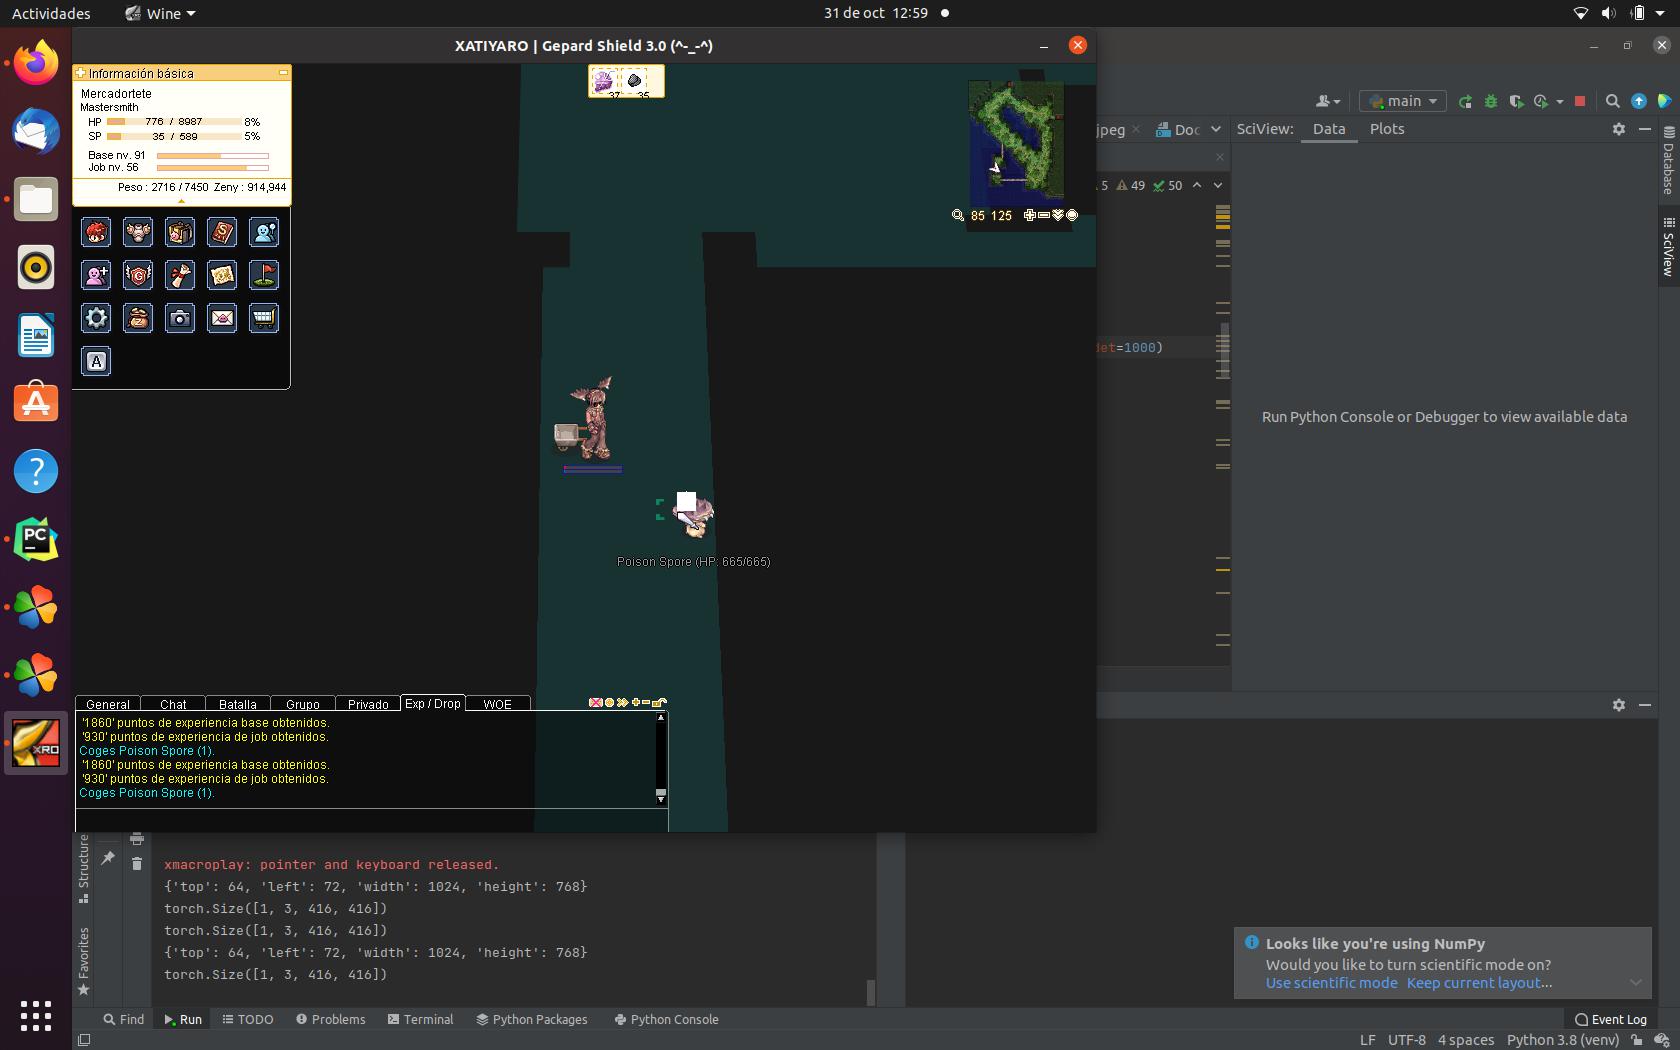 Actividades
Wine
31 de oct 12:59
XATIYARO | Gepard Shield 3.0 (^-_-^)
Información básica
Mercadortete
Mastersmith
HP 776 / 8987 8%
SP 35 / 589 5%
Base nv. 91
Job nv. 56
Peso : 2716 / 7450 Zeny : 914,944
37 35
85 125
A
Poison Spore (HP: 665/665)
General Chat Batalla Grupo Privado Exp / Drop WOE
'1860' puntos de experiencia base obtenidos.
'930' puntos de experiencia de job obtenidos.
Coges Poison Spore (1).
'1860' puntos de experiencia base obtenidos.
'930' puntos de experiencia de job obtenidos.
Coges Poison Spore (1).
PC
XRO
main
jpeg
Doc
SciView: Data Plots
5 49 50
det=1000)
Run Python Console or Debugger to view available data
Database
SciView
Structure
Favorites
xmacroplay: pointer and keyboard released.
{'top': 64, 'left': 72, 'width': 1024, 'height': 768}
torch.Size([1, 3, 416, 416])
torch.Size([1, 3, 416, 416])
{'top': 64, 'left': 72, 'width': 1024, 'height': 768}
torch.Size([1, 3, 416, 416])
Looks like you're using NumPy
Would you like to turn scientific mode on?
Use scientific mode Keep current layout...
Find Run TODO Problems Terminal Python Packages Python Console Event Log
LF UTF-8 4 spaces Python 3.8 (venv)